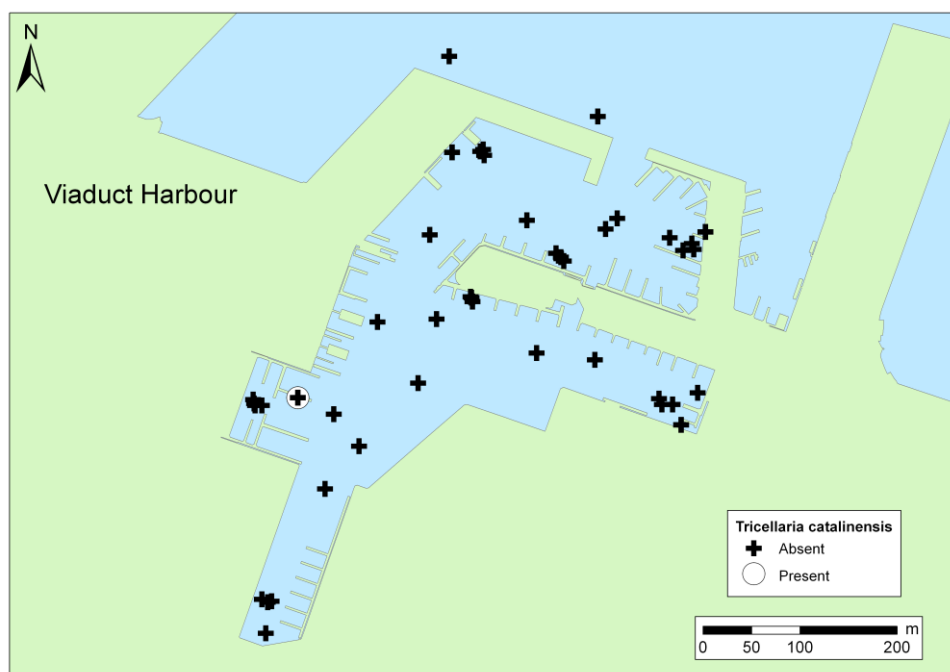 N
Viaduct Harbour
Tricellaria catalinensis
Absent
Present
m
0 50 100 200